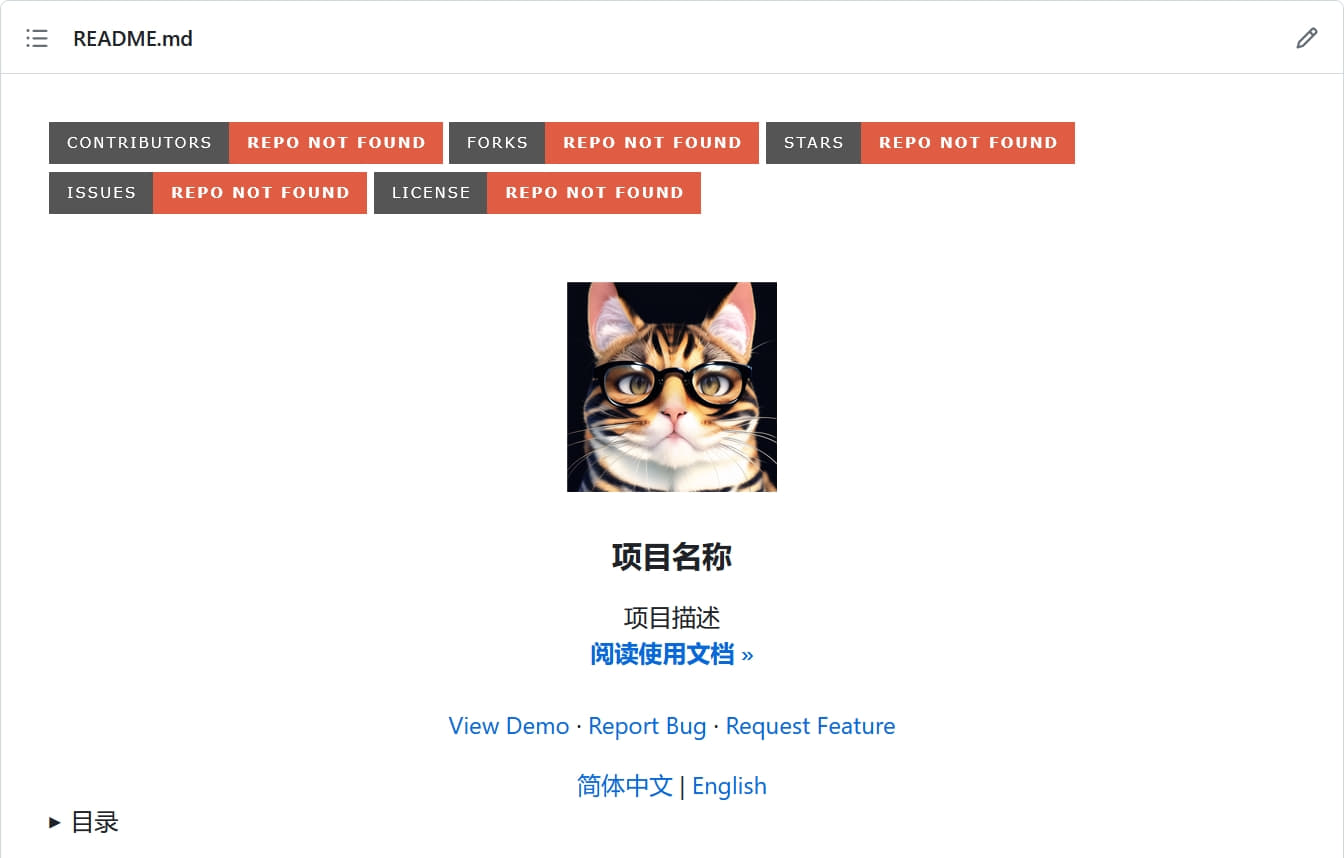 README.md
CONTRIBUTORS REPO NOT FOUND FORKS REPO NOT FOUND STARS REPO NOT FOUND
ISSUES REPO NOT FOUND LICENSE REPO NOT FOUND
项目名称
项目描述
阅读使用文档 »
View Demo · Report Bug · Request Feature
简体中文 | English
目录